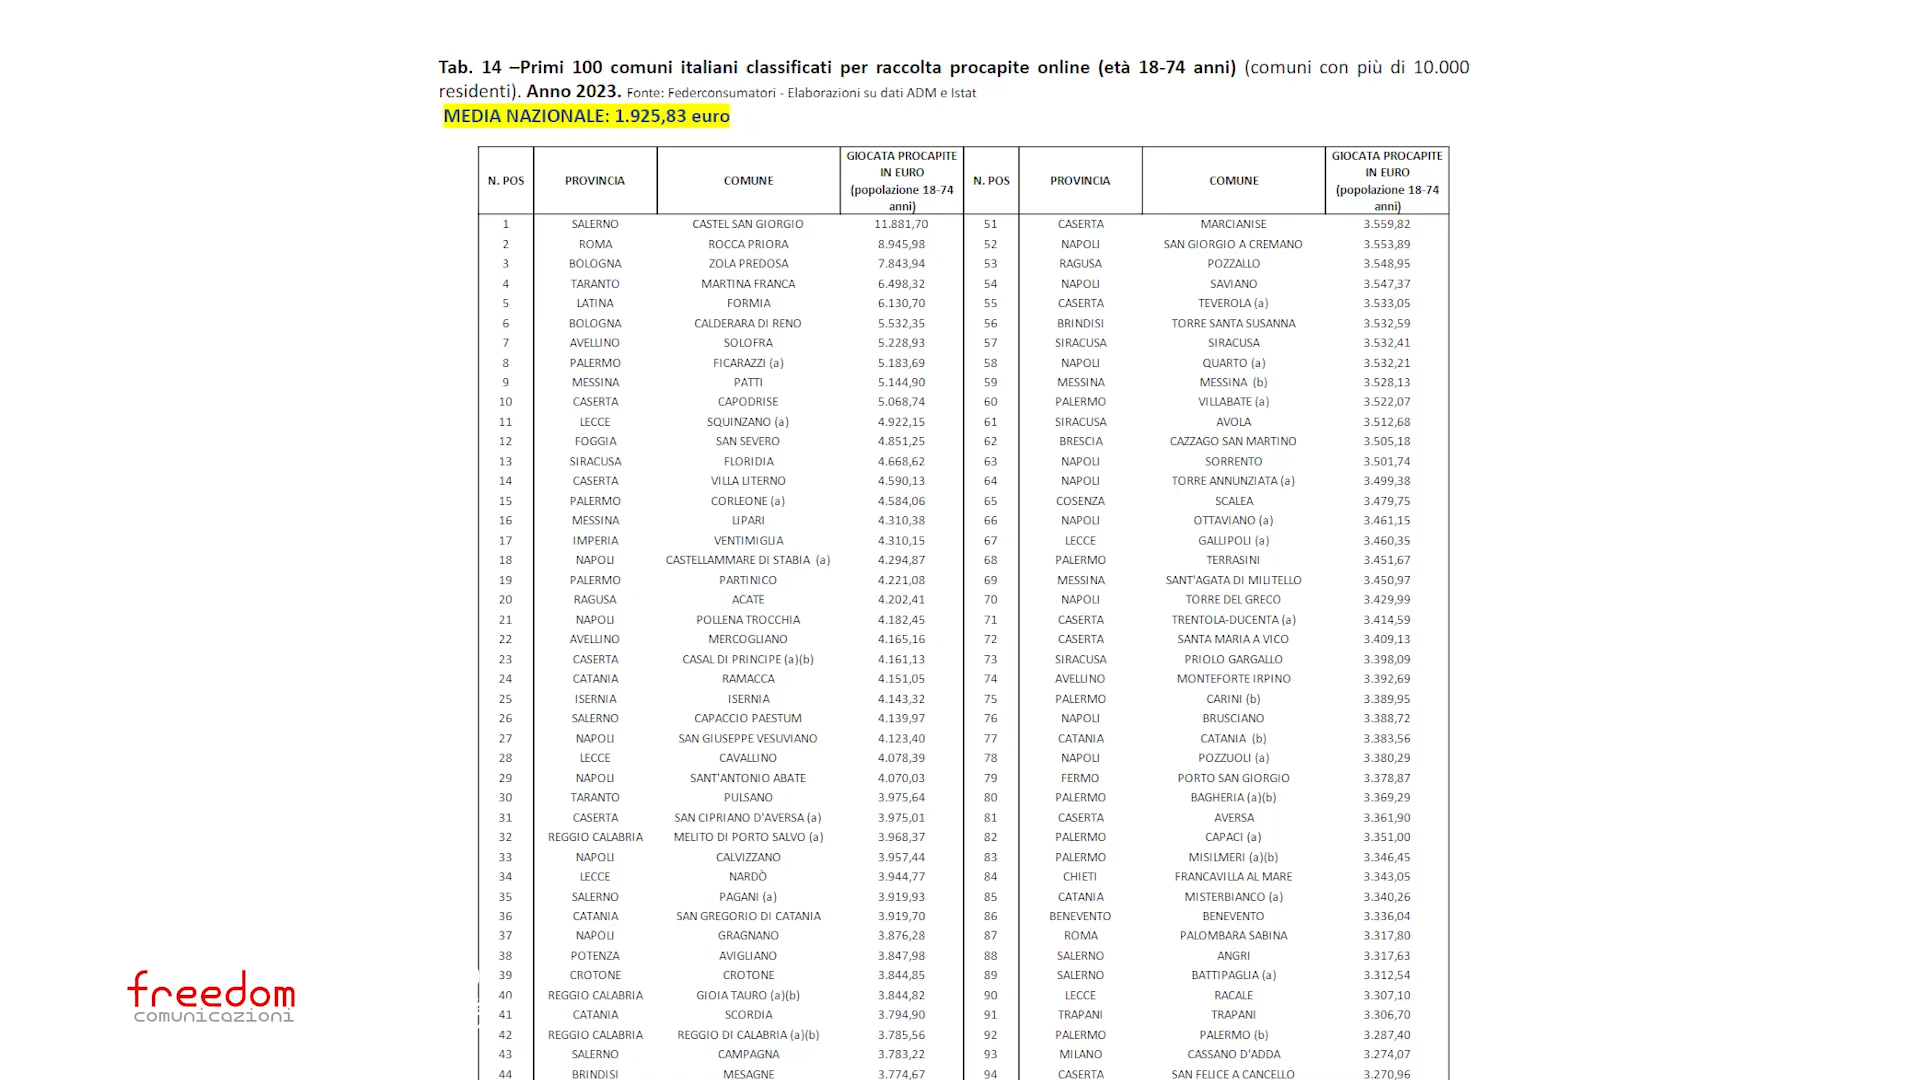 Tab. 14 –Primi 100 comuni italiani classificati per raccolta procapite online (età 18-74 anni) (comuni con più di 10.000
residenti). Anno 2023. Fonte: Federconsumatori - Elaborazioni su dati ADM e Istat
MEDIA NAZIONALE: 1.925,83 euro
N. POS PROVINCIA COMUNE GIOCATA PROCAPITE IN EURO (popolazione 18-74 anni) N. POS PROVINCIA COMUNE GIOCATA PROCAPITE IN EURO (popolazione 18-74 anni)
1 SALERNO CASTEL SAN GIORGIO 11.881,70 51 CASERTA MARCIANISE 3.559,82
2 ROMA ROCCA PRIORA 8.945,98 52 NAPOLI SAN GIORGIO A CREMANO 3.553,89
3 BOLOGNA ZOLA PREDOSA 7.843,94 53 RAGUSA POZZALLO 3.548,95
4 TARANTO MARTINA FRANCA 6.498,32 54 NAPOLI SAVIANO 3.547,37
5 LATINA FORMIA 6.130,70 55 CASERTA TEVEROLA (a) 3.533,05
6 BOLOGNA CALDERARA DI RENO 5.532,35 56 BRINDISI TORRE SANTA SUSANNA 3.532,59
7 AVELLINO SOLOFRA 5.228,93 57 SIRACUSA SIRACUSA 3.532,41
8 PALERMO FICARAZZI (a) 5.183,69 58 NAPOLI QUARTO (a) 3.532,21
9 MESSINA PATTI 5.144,90 59 MESSINA MESSINA (b) 3.528,13
10 CASERTA CAPODRISE 5.068,74 60 PALERMO VILLABATE (a) 3.522,07
11 LECCE SQUINZANO (a) 4.922,15 61 SIRACUSA AVOLA 3.512,68
12 FOGGIA SAN SEVERO 4.851,25 62 BRESCIA CAZZAGO SAN MARTINO 3.505,18
13 SIRACUSA FLORIDIA 4.668,62 63 NAPOLI SORRENTO 3.501,74
14 CASERTA VILLA LITERNO 4.590,13 64 NAPOLI TORRE ANNUNZIATA (a) 3.499,38
15 PALERMO CORLEONE (a) 4.584,06 65 COSENZA SCALEA 3.479,75
16 MESSINA LIPARI 4.310,38 66 NAPOLI OTTAVIANO (a) 3.461,15
17 IMPERIA VENTIMIGLIA 4.310,15 67 LECCE GALLIPOLI (a) 3.460,35
18 NAPOLI CASTELLAMMARE DI STABIA (a) 4.294,87 68 PALERMO TERRASINI 3.451,67
19 PALERMO PARTINICO 4.221,08 69 MESSINA SANT'AGATA DI MILITELLO 3.450,97
20 RAGUSA ACATE 4.202,41 70 NAPOLI TORRE DEL GRECO 3.429,99
21 NAPOLI POLLENA TROCCHIA 4.182,45 71 CASERTA TRENTOLA-DUCENTA (a) 3.414,59
22 AVELLINO MERCOGLIANO 4.165,16 72 CASERTA SANTA MARIA A VICO 3.409,13
23 CASERTA CASAL DI PRINCIPE (a)(b) 4.161,13 73 SIRACUSA PRIOLO GARGALLO 3.398,09
24 CATANIA RAMACCA 4.151,05 74 AVELLINO MONTEFORTE IRPINO 3.392,69
25 ISERNIA ISERNIA 4.143,32 75 PALERMO CARINI (b) 3.389,95
26 SALERNO CAPACCIO PAESTUM 4.139,97 76 NAPOLI BRUSCIANO 3.388,72
27 NAPOLI SAN GIUSEPPE VESUVIANO 4.123,40 77 CATANIA CATANIA (b) 3.383,56
28 LECCE CAVALLINO 4.078,39 78 NAPOLI POZZUOLI (a) 3.380,29
29 NAPOLI SANT'ANTONIO ABATE 4.070,03 79 FERMO PORTO SAN GIORGIO 3.378,87
30 TARANTO PULSANO 3.975,64 80 PALERMO BAGHERIA (a)(b) 3.369,29
31 CASERTA SAN CIPRIANO D'AVERSA (a) 3.975,01 81 CASERTA AVERSA 3.361,90
32 REGGIO CALABRIA MELITO DI PORTO SALVO (a) 3.968,37 82 PALERMO CAPACI (a) 3.351,00
33 NAPOLI CALVIZZANO 3.957,44 83 PALERMO MISILMERI (a)(b) 3.346,45
34 LECCE NARDÒ 3.944,77 84 CHIETI FRANCAVILLA AL MARE 3.343,05
35 SALERNO PAGANI (a) 3.919,93 85 CATANIA MISTERBIANCO (a) 3.340,26
36 CATANIA SAN GREGORIO DI CATANIA 3.919,70 86 BENEVENTO BENEVENTO 3.336,04
37 NAPOLI GRAGNANO 3.876,28 87 ROMA PALOMBARA SABINA 3.317,80
38 POTENZA AVIGLIANO 3.847,98 88 SALERNO ANGRI 3.317,63
39 CROTONE CROTONE 3.844,85 89 SALERNO BATTIPAGLIA (a) 3.312,54
40 REGGIO CALABRIA GIOIA TAURO (a)(b) 3.844,82 90 LECCE RACALE 3.307,10
41 CATANIA SCORDIA 3.794,90 91 TRAPANI TRAPANI 3.306,70
42 REGGIO CALABRIA REGGIO DI CALABRIA (a)(b) 3.785,56 92 PALERMO PALERMO (b) 3.287,40
43 SALERNO CAMPAGNA 3.783,22 93 MILANO CASSANO D'ADDA 3.274,07
44 BRINDISI MESAGNE 3.774,67 94 CASERTA SAN FELICE A CANCELLO 3.270,96
freedom
comunicazioni